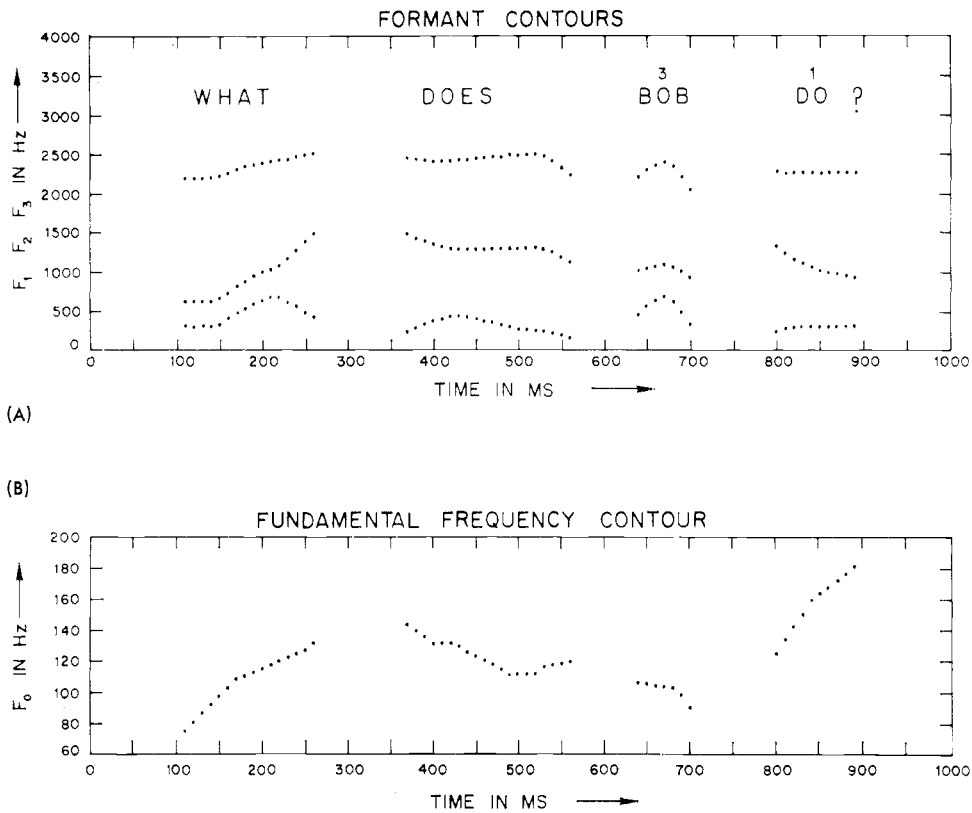 FORMANT CONTOURS
4000
3500
3000
2500
2000
1500
1000
500
0
F1 F2 F3 IN Hz
3 1
WHAT DOES BOB DO ?
0 100 200 300 400 500 600 700 800 900 1000
TIME IN MS
(A)
(B)
FUNDAMENTAL FREQUENCY CONTOUR
200
180
160
140
120
100
80
60
F0 IN Hz
0 100 200 300 400 500 600 700 800 900 1000
TIME IN MS